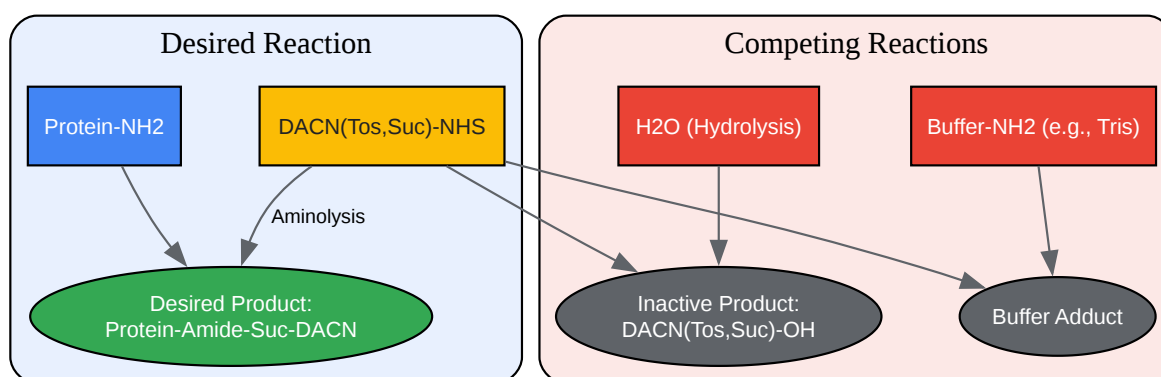 Desired Reaction
Competing Reactions
Protein-NH2
DACN(Tos,Suc)-NHS
H2O (Hydrolysis)
Buffer-NH2 (e.g., Tris)
Aminolysis
Desired Product:
Protein-Amide-Suc-DACN
Inactive Product:
DACN(Tos,Suc)-OH
Buffer Adduct